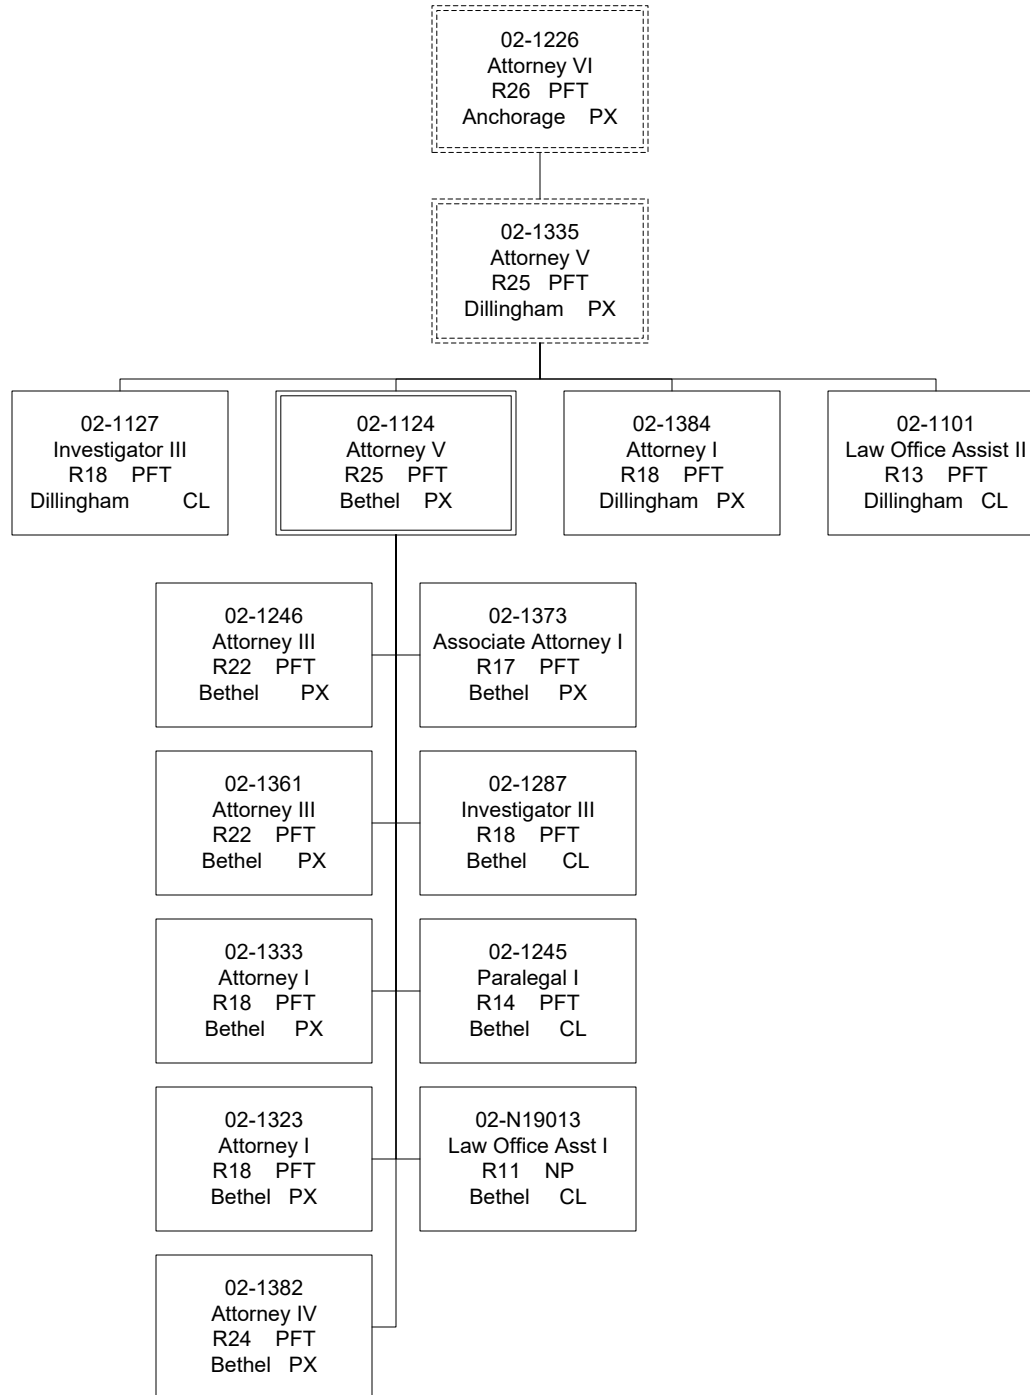 02-1226
Attorney VI
R26 PFT
Anchorage PX
02-1335
Attorney V
R25 PFT
Dillingham PX
02-1127
Investigator III
R18 PFT
Dillingham CL
02-1124
Attorney V
R25 PFT
Bethel PX
02-1384
Attorney I
R18 PFT
Dillingham PX
02-1101
Law Office Assist II
R13 PFT
Dillingham CL
02-1246
Attorney III
R22 PFT
Bethel PX
02-1373
Associate Attorney I
R17 PFT
Bethel PX
02-1361
Attorney III
R22 PFT
Bethel PX
02-1287
Investigator III
R18 PFT
Bethel CL
02-1333
Attorney I
R18 PFT
Bethel PX
02-1245
Paralegal I
R14 PFT
Bethel CL
02-1323
Attorney I
R18 PFT
Bethel PX
02-N19013
Law Office Asst I
R11 NP
Bethel CL
02-1382
Attorney IV
R24 PFT
Bethel PX